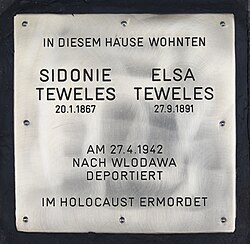 IN DIESEM HAUSE WOHNTEN
SIDONIE ELSA
TEWELES TEWELES
20.1.1867 27.9.1891
AM 27.4.1942
NACH WLODAWA
DEPORTIERT
IM HOLOCAUST ERMORDET